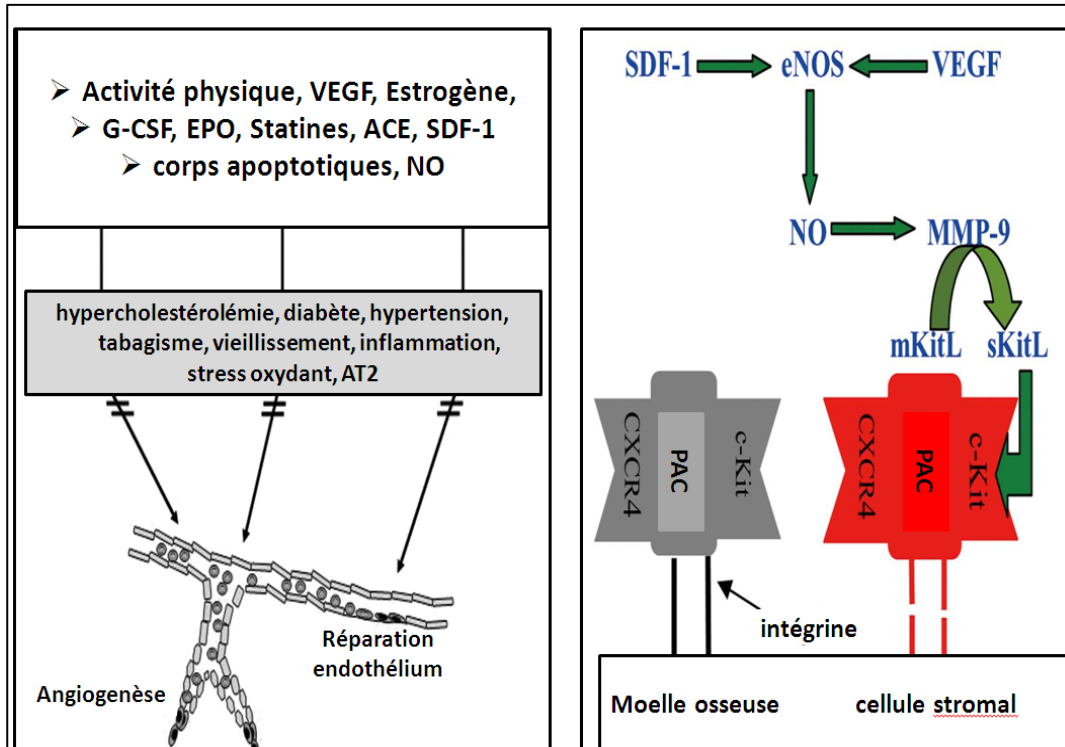 ➢ Activité physique, VEGF, Estrogène,
➢ G-CSF, EPO, Statines, ACE, SDF-1
➢ corps apoptotiques, NO
hypercholestérolémie, diabète, hypertension,
tabagisme, vieillissement, inflammation,
stress oxydant, AT2
Réparation
endothélium
Angiogenèse
SDF-1 eNOS VEGF
NO MMP-9
mKitL sKitL
CXCR4 PAC c-Kit
CXCR4 PAC c-Kit
intégrine
Moelle osseuse cellule stromal